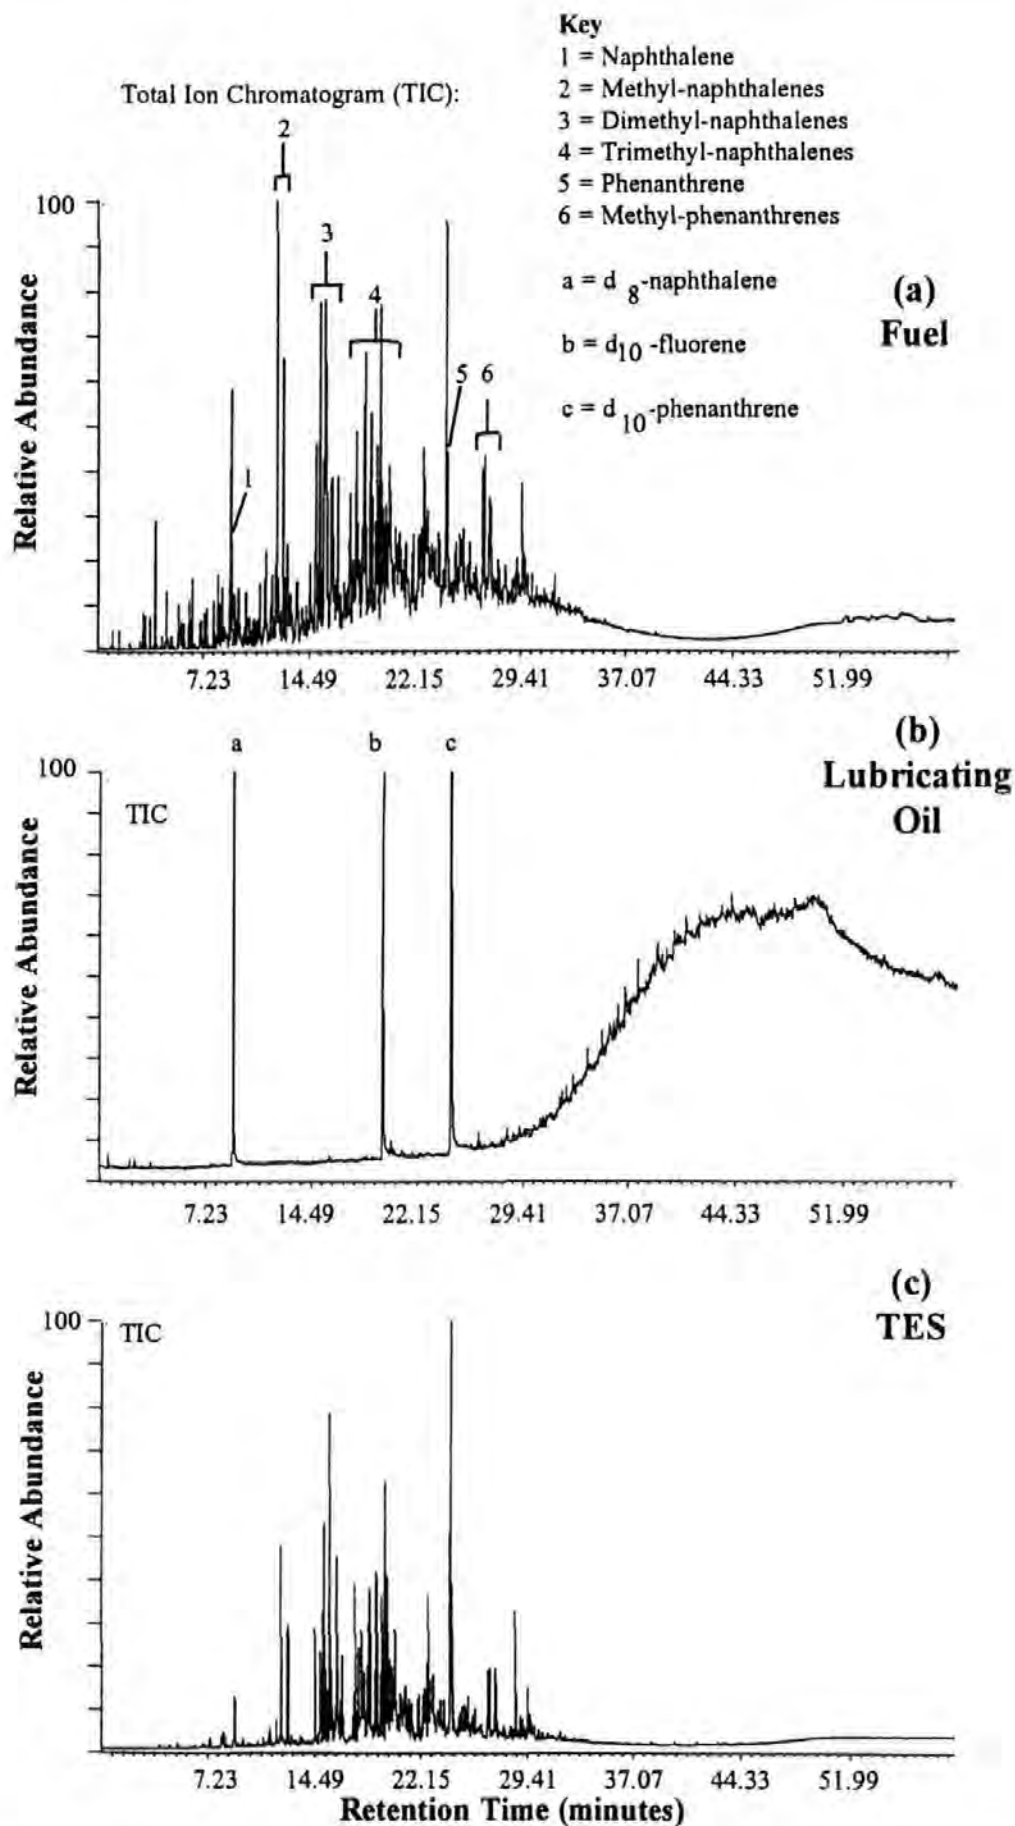 Key
1 = Naphthalene
2 = Methyl-naphthalenes
3 = Dimethyl-naphthalenes
4 = Trimethyl-naphthalenes
5 = Phenanthrene
6 = Methyl-phenanthrenes
a = d 8-naphthalene
b = d10 -fluorene
c = d 10-phenanthrene
(a)
Fuel
Total Ion Chromatogram (TIC):
2
3
4
5 6
1
100
Relative Abundance
7.23 14.49 22.15 29.41 37.07 44.33 51.99
(b)
Lubricating
Oil
a b c
100
TIC
Relative Abundance
7.23 14.49 22.15 29.41 37.07 44.33 51.99
(c)
TES
100
TIC
Relative Abundance
7.23 14.49 22.15 29.41 37.07 44.33 51.99
Retention Time (minutes)